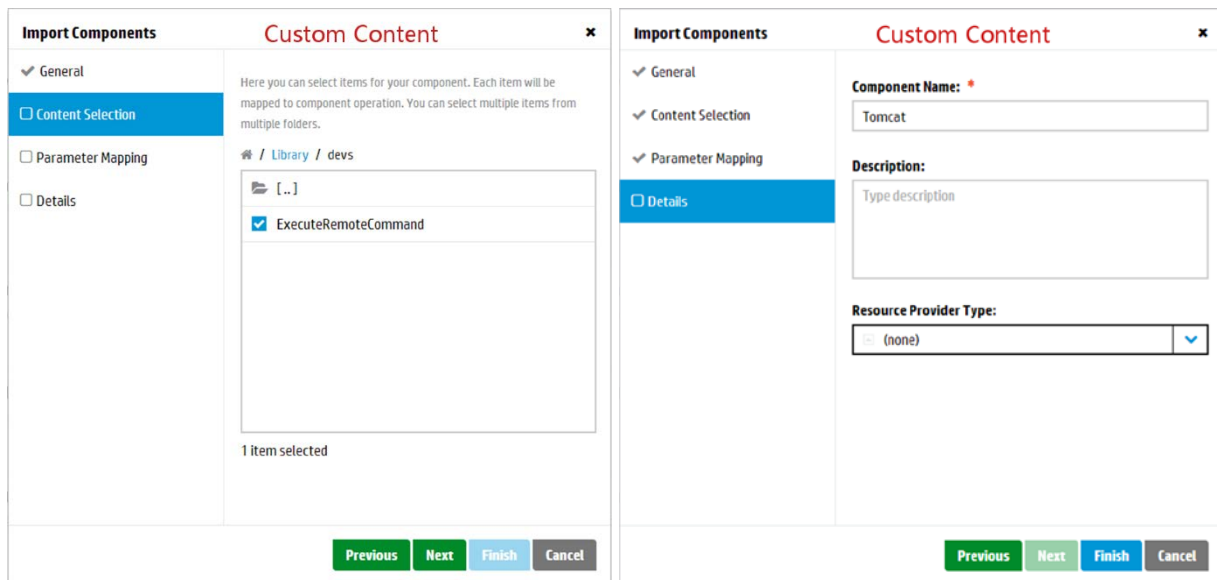 Import Components
Custom Content
General
Content Selection
Parameter Mapping
Details
Here you can select items for your component. Each item will be
mapped to component operation. You can select multiple items from
multiple folders.
/ Library / devs
[..]
ExecuteRemoteCommand
1 item selected
Previous
Next
Finish
Cancel
Import Components
Custom Content
General
Content Selection
Parameter Mapping
Details
Component Name: *
Tomcat
Description:
Type description
Resource Provider Type:
(none)
Previous
Next
Finish
Cancel